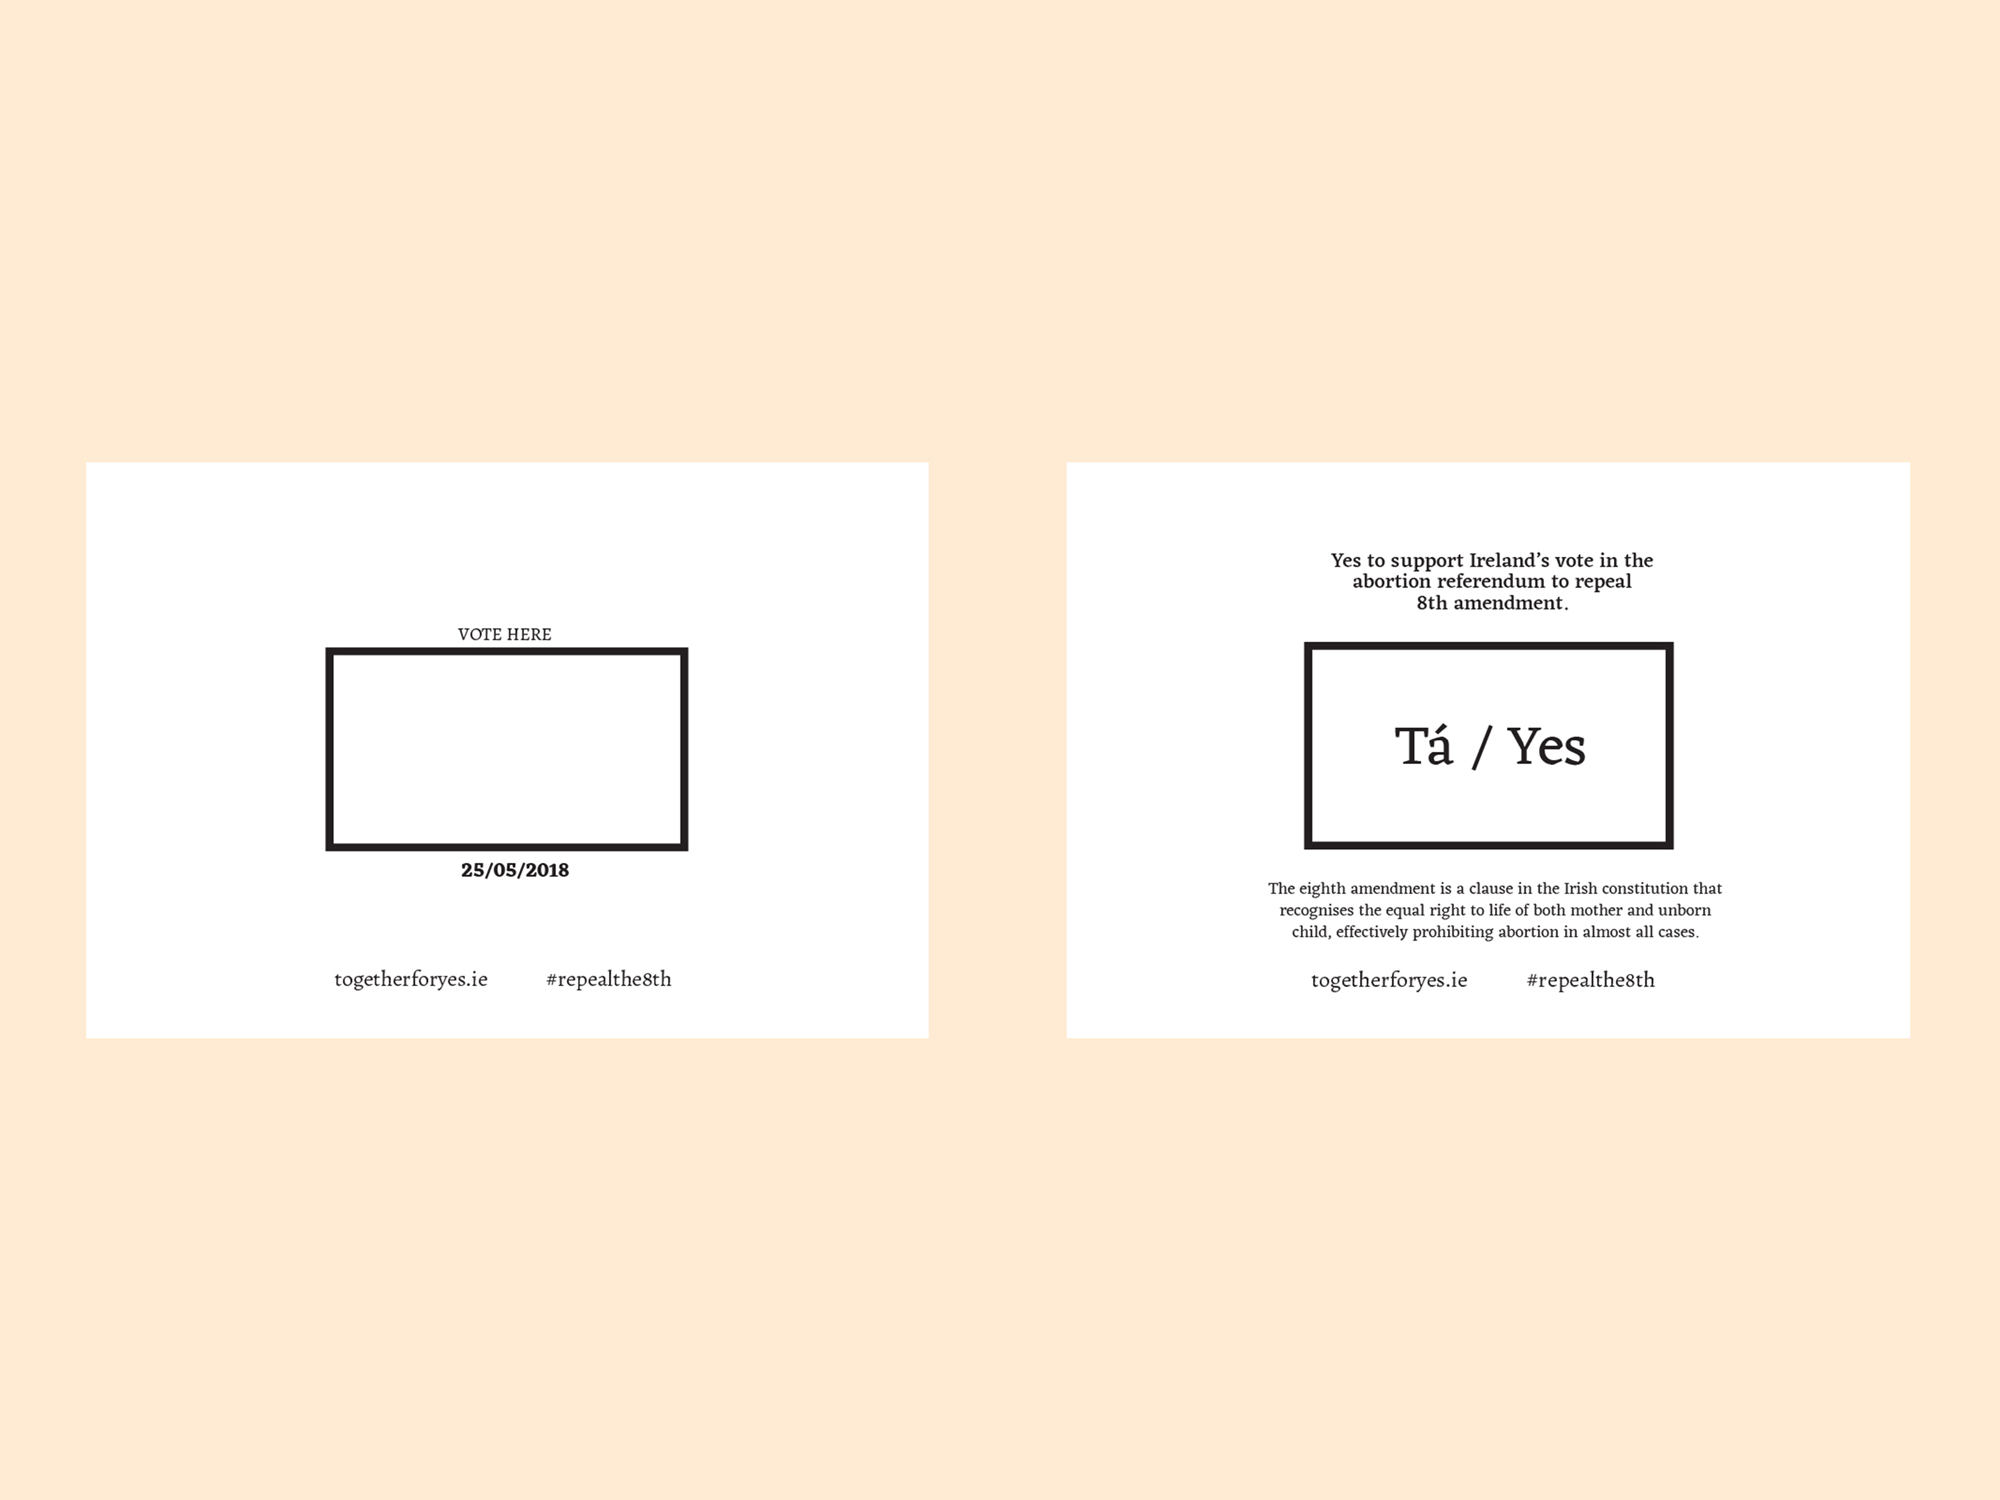 VOTE HERE
25/05/2018
togetherforyes.ie #repealthe8th
Yes to support Ireland’s vote in the
abortion referendum to repeal
8th amendment.
Tá / Yes
The eighth amendment is a clause in the Irish constitution that
recognises the equal right to life of both mother and unborn
child, effectively prohibiting abortion in almost all cases.
togetherforyes.ie #repealthe8th